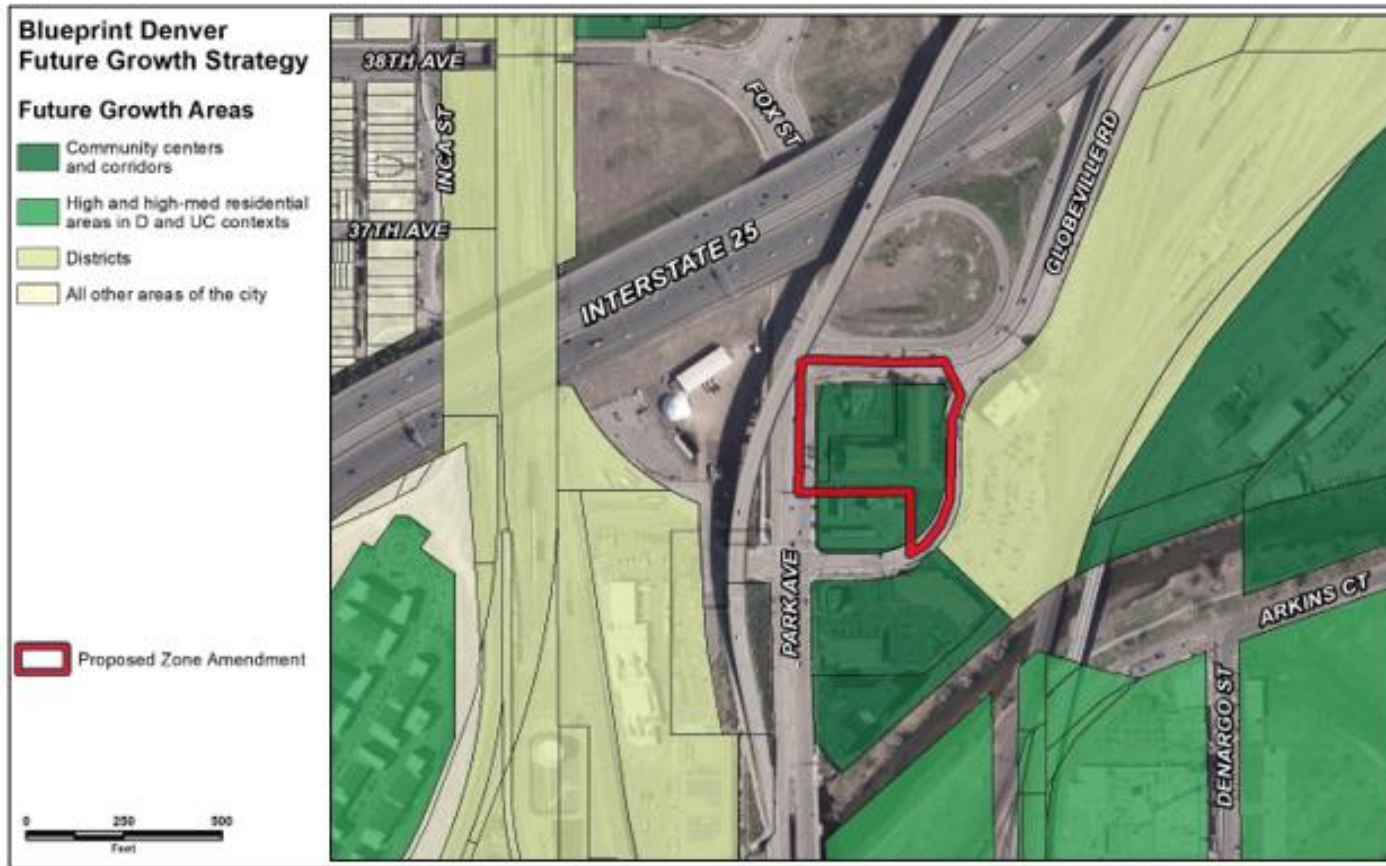 Blueprint Denver
Future Growth Strategy
Future Growth Areas
Community centers
and corridors
High and high-med residential
areas in D and UC contexts
Districts
All other areas of the city
Proposed Zone Amendment
0 250 500
Feet
38TH AVE
INCA ST
FOX ST
37TH AVE
INTERSTATE 25
GLOBEVILLE RD
PARK AVE
ARKINS CT
DENARGO ST